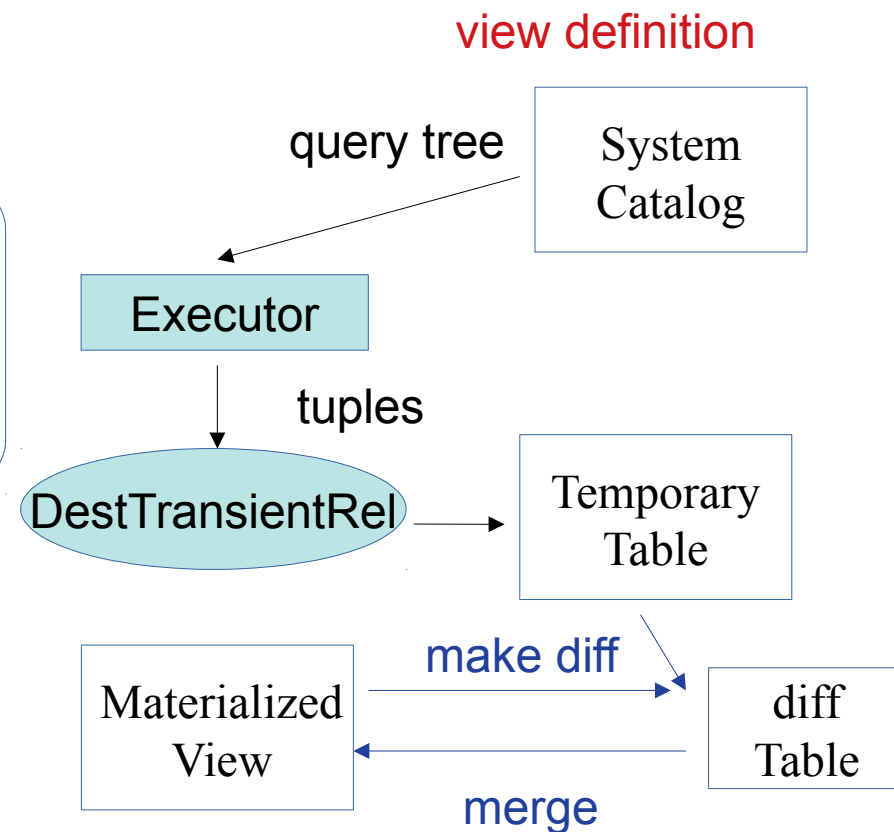 view definition
query tree
System
Catalog
Executor
tuples
DestTransientRel
Temporary
Table
make diff
Materialized
View
diff
Table
merge